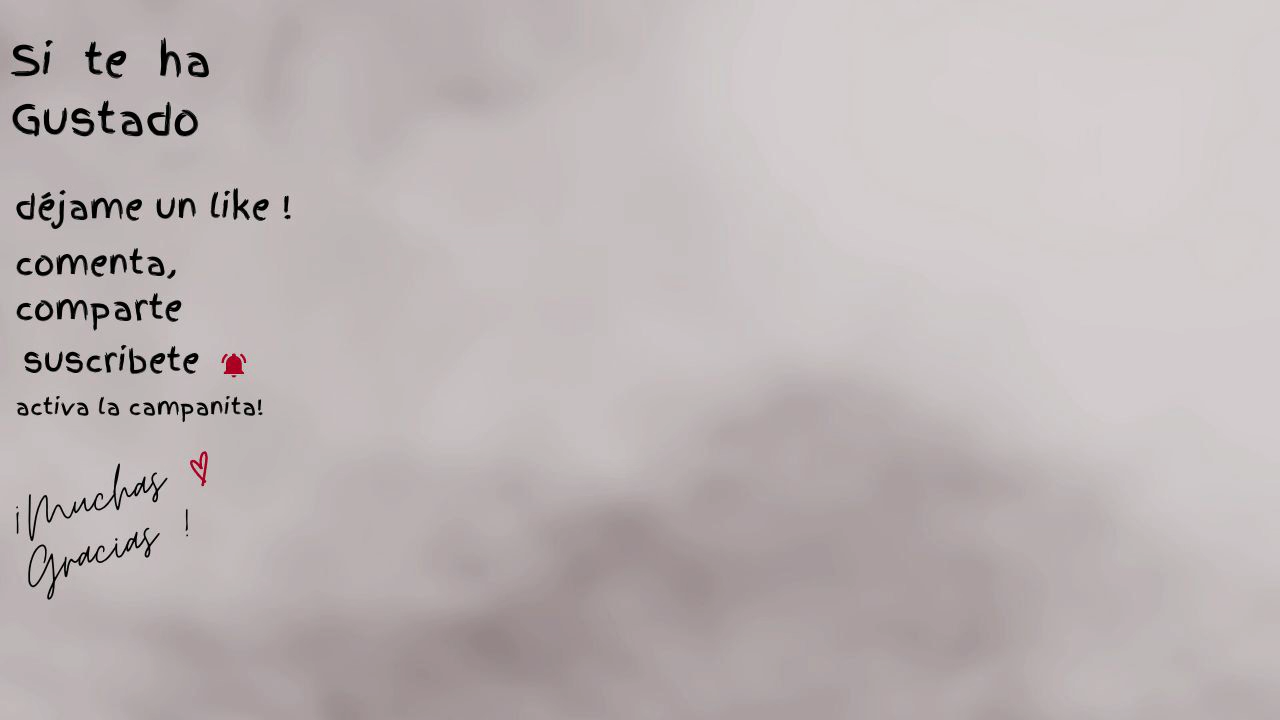 Si te ha
Gustado
déjame un like !
comenta,
comparte
suscribete
activa la campanita!
¡Muchas
Gracias !